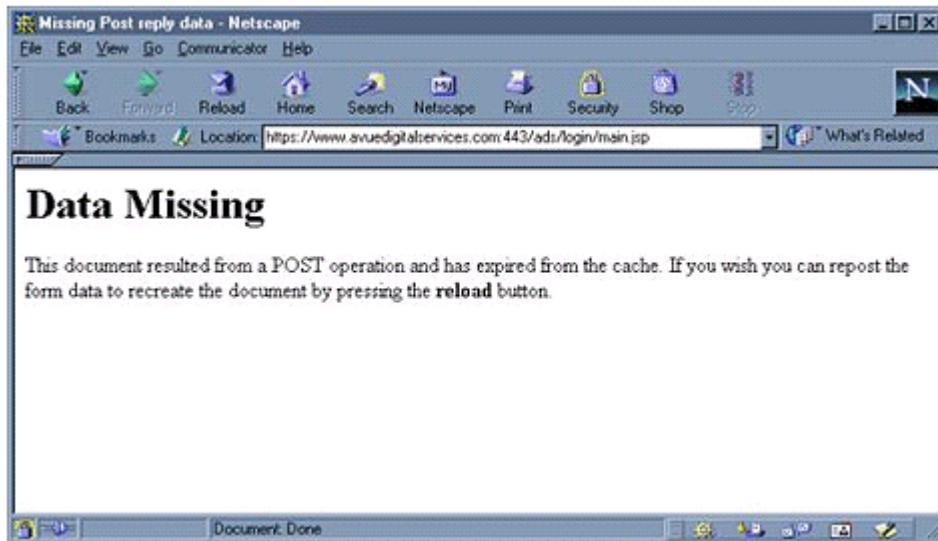 Missing Post reply data - Netscape
File Edit View Go Communicator Help
Back Forward Reload Home Search Netscape Print Security Shop Stop
Bookmarks Location: https://www.avuedigitalservices.com:443/ads/login/main.jsp What's Related
Data Missing
This document resulted from a POST operation and has expired from the cache. If you wish you can repost the
form data to recreate the document by pressing the reload button.
Document: Done